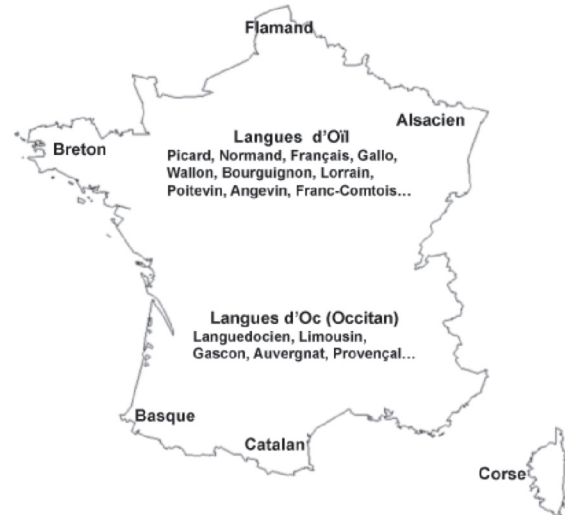 Flamand
Alsacien
Breton
Langues d'Oïl
Picard, Normand, Français, Gallo,
Wallon, Bourguignon, Lorrain,
Poitevin, Angevin, Franc-Comtois...
Langues d'Oc (Occitan)
Languedocien, Limousin,
Gascon, Auvergnat, Provençal...
Basque
Catalan
Corse